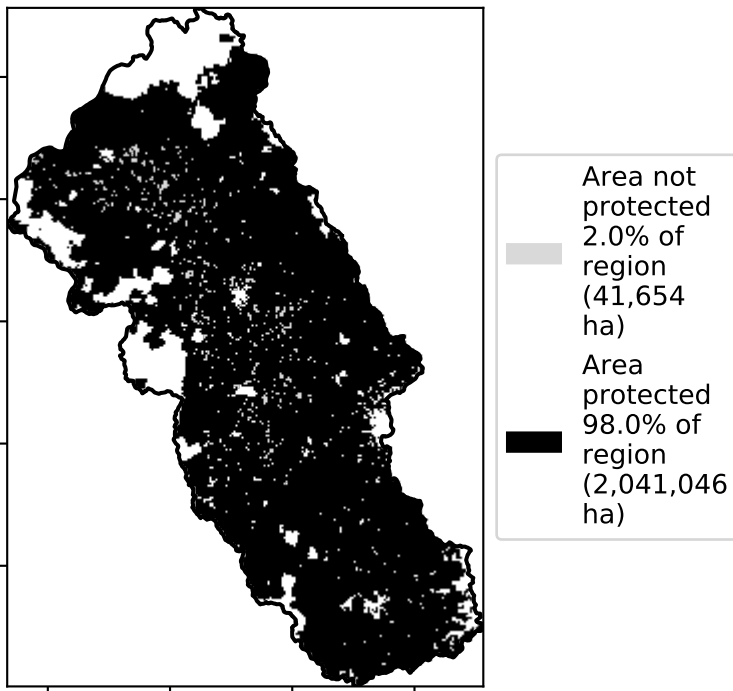 Area not
protected
2.0% of
region
(41,654
ha)
Area
protected
98.0% of
region
(2,041,046
ha)